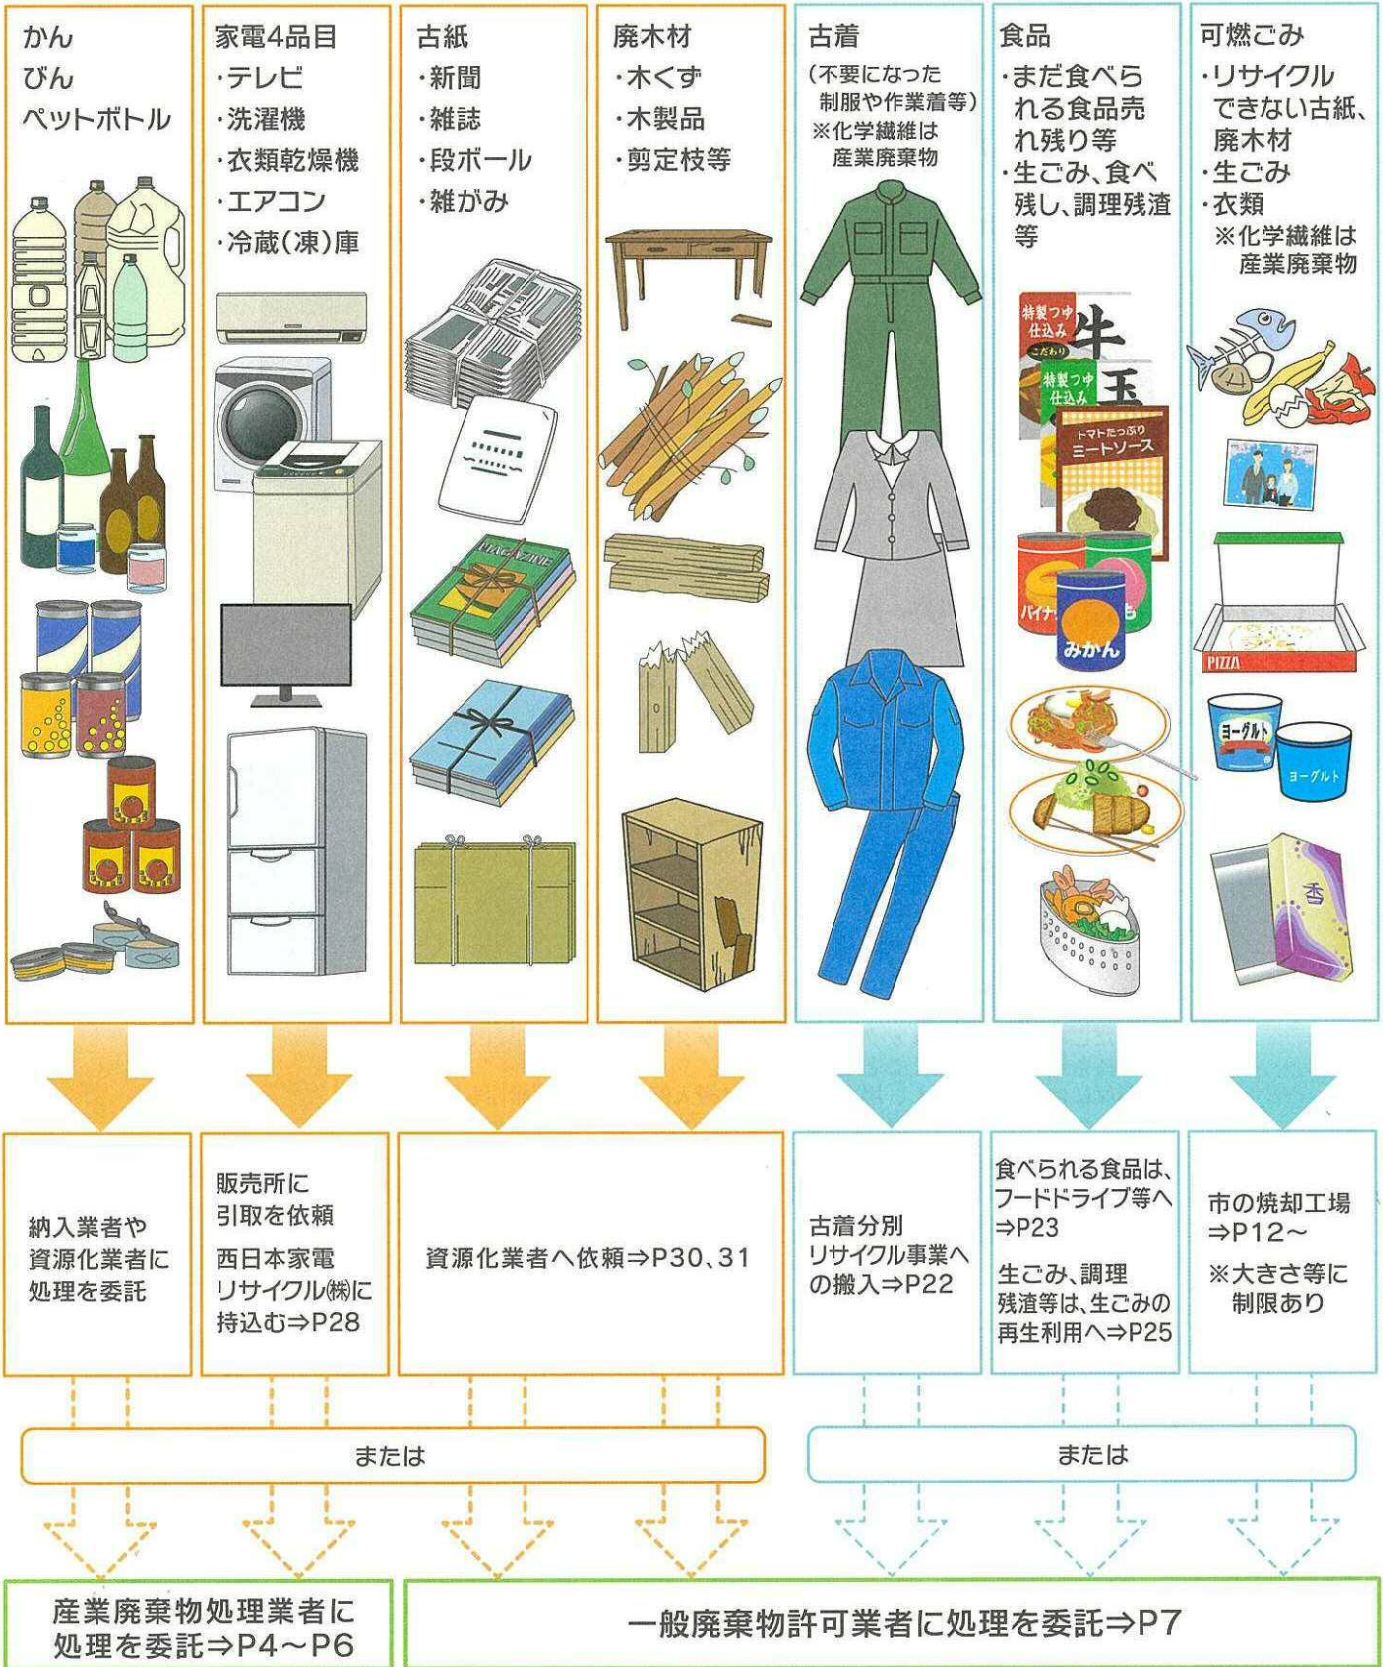 かん
びん
ペットボトル
家電4品目
・テレビ
・洗濯機
・衣類乾燥機
・エアコン
・冷蔵(凍)庫
古紙
・新聞
・雑誌
・段ボール
・雑がみ
MAGAZINE
廃木材
・木くず
・木製品
・剪定枝等
古着
(不要になった
制服や作業着等)
※化学繊維は
産業廃棄物
食品
・まだ食べら
れる食品売
れ残り等
・生ごみ、食べ
残し、調理残渣
等
特製つゆ
仕込み
こだわり
牛
特製つゆ
仕込み
玉
トマトたっぷり
ミートソース
パイナ
も
みかん
可燃ごみ
・リサイクル
できない古紙、
廃木材
・生ごみ
・衣類
※化学繊維は
産業廃棄物
PIZZA
ヨーグルト
ヨーグルト
香
納入業者や
資源化業者に
処理を委託
販売所に
引取を依頼
西日本家電
リサイクル㈱に
持込む⇒P28
資源化業者へ依頼⇒P30、31
古着分別
リサイクル事業へ
の搬入⇒P22
食べられる食品は、
フードドライブ等へ
⇒P23
生ごみ、調理
残渣等は、生ごみの
再生利用へ⇒P25
市の焼却工場
⇒P12〜
※大きさ等に
制限あり
または
または
産業廃棄物処理業者に
処理を委託⇒P4〜P6
一般廃棄物許可業者に処理を委託⇒P7